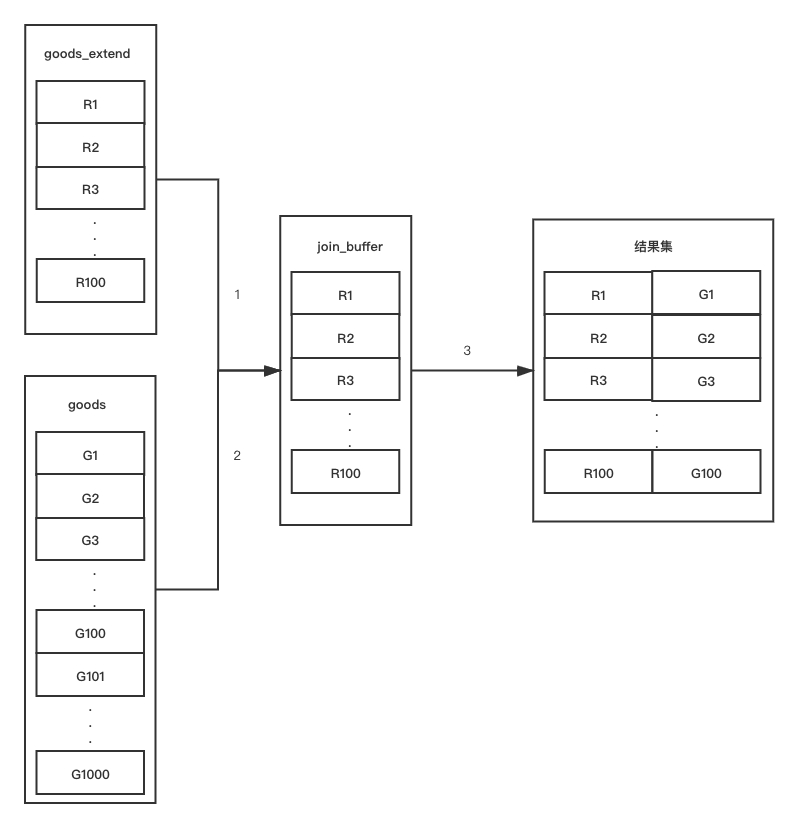 goods_extend
R1
R2
R3
.
.
.
R100
1
goods
G1
G2
G3
.
.
.
G100
G101
.
.
.
G1000
2
join_buffer
R1
R2
R3
.
.
.
R100
3
结果集
R1 G1
R2 G2
R3 G3
.
.
.
R100 G100